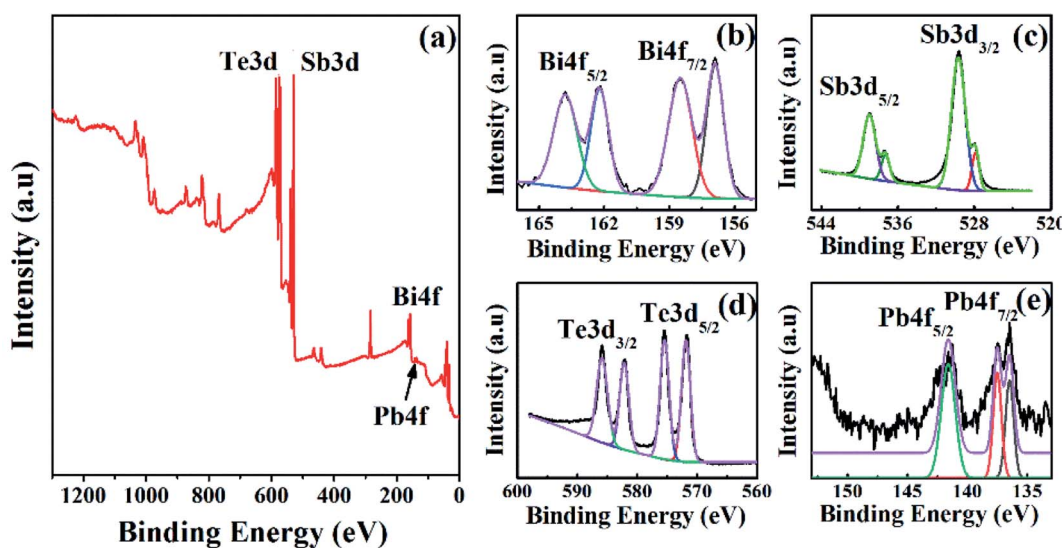 (a)
Te3d Sb3d
Bi4f
Pb4f
Intensity (a.u)
1200 1000 800 600 400 200 0
Binding Energy (eV)
(b)
Bi4f5/2
Bi4f7/2
Intensity (a.u)
165 162 159 156
Binding Energy (eV)
(c)
Sb3d3/2
Sb3d5/2
Intensity (a.u)
544 536 528 520
Binding Energy (eV)
(d)
Te3d3/2
Te3d5/2
Intensity (a.u)
600 590 580 570 560
Binding Energy (eV)
(e)
Pb4f7/2
Pb4f5/2
Intensity (a.u)
150 145 140 135
Binding Energy (eV)